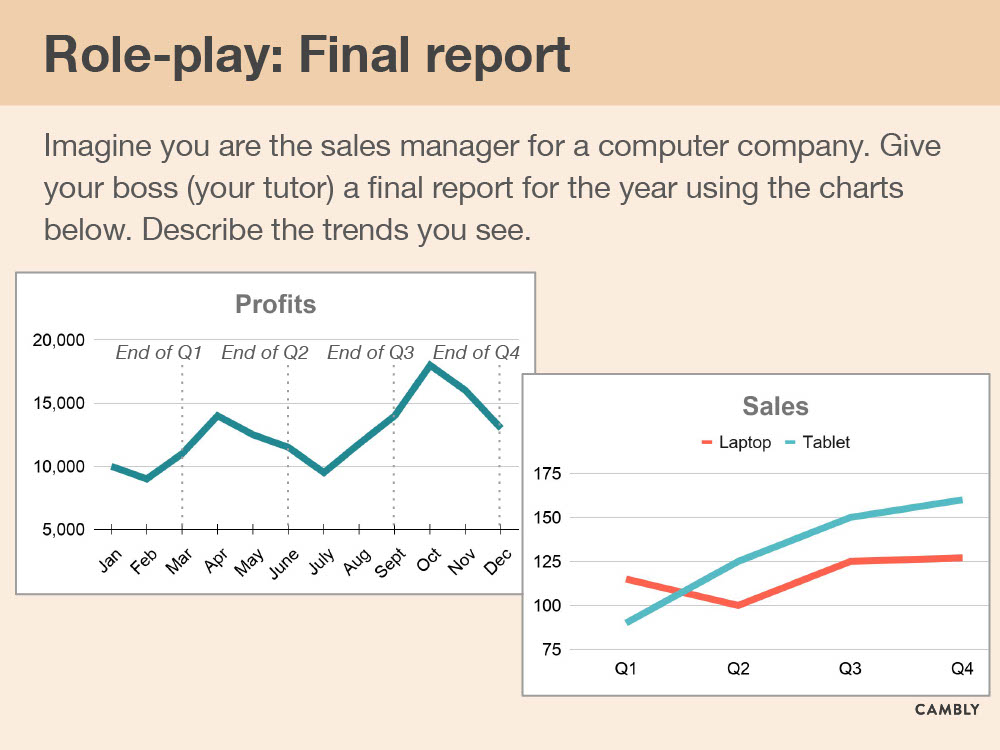 Role-play: Final report
Imagine you are the sales manager for a computer company. Give
your boss (your tutor) a final report for the year using the charts
below. Describe the trends you see.
Profits
20,000
End of Q1 End of Q2 End of Q3 End of Q4
15,000
10,000
5,000
Jan Feb Mar Apr May June July Aug Sept Oct Nov Dec
Sales
Laptop Tablet
175
150
125
100
75
Q1 Q2 Q3 Q4
CAMBLY